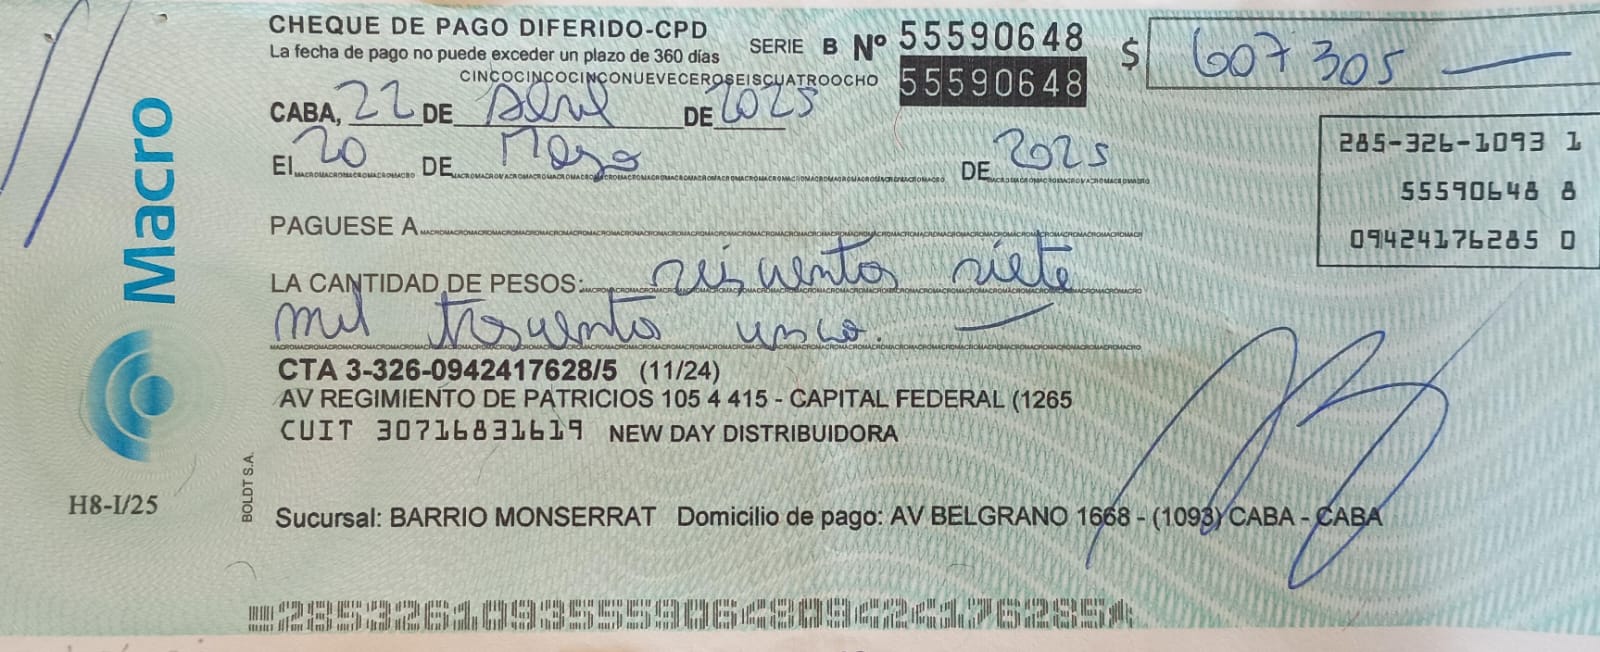 CHEQUE DE PAGO DIFERIDO-CPD
La fecha de pago no puede exceder un plazo de 360 días
SERIE B Nº 55590648
55590648
$ 607 305
CINCOCINCOCINCONUEVECEROSEISCUATROOCHO
CABA, 22 DE Abril DE 2025
El 20 DE Mayo DE 2025
285-326-1093 1
55590648 8
09424176285 0
PAGUESE A
LA CANTIDAD DE PESOS: seiscientos siete
mil trescientos cinco.
CTA 3-326-0942417628/5 (11/24)
AV REGIMIENTO DE PATRICIOS 105 4 415 - CAPITAL FEDERAL (1265
CUIT 30716831619 NEW DAY DISTRIBUIDORA
Sucursal: BARRIO MONSERRAT Domicilio de pago: AV BELGRANO 1668 - (1093) CABA - CABA
Macro
H8-I/25
BOLDT S.A.
28532610935559064809424176285